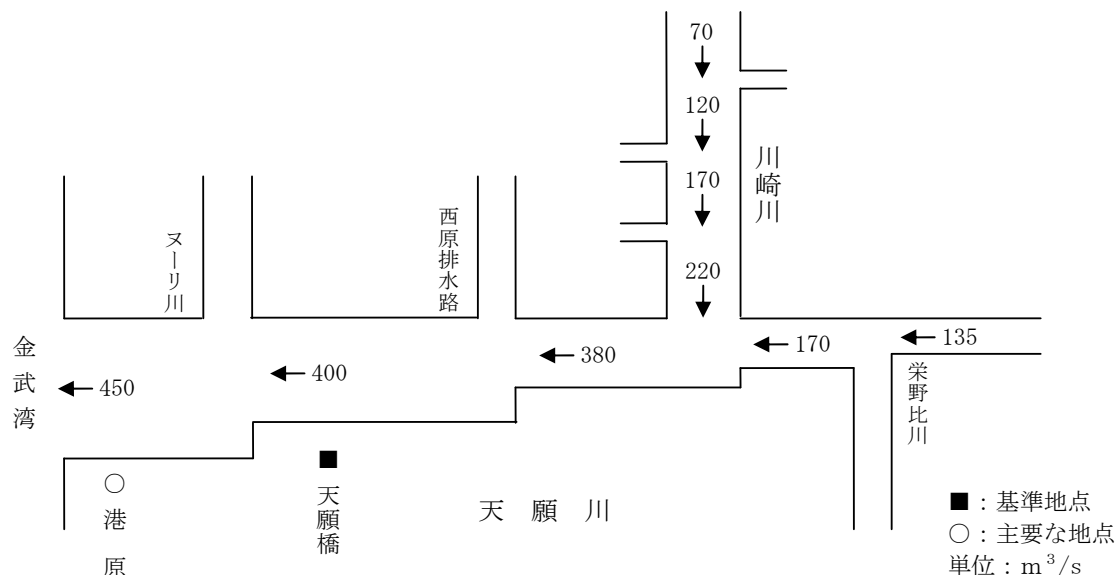 70
120
170
220
川崎川
西原排水路
ヌーリ川
金武湾
← 450
← 400
← 380
← 170
← 135
栄野比川
天願橋
天 願 川
○港原
■：基準地点
○：主要な地点
単位：m³/s